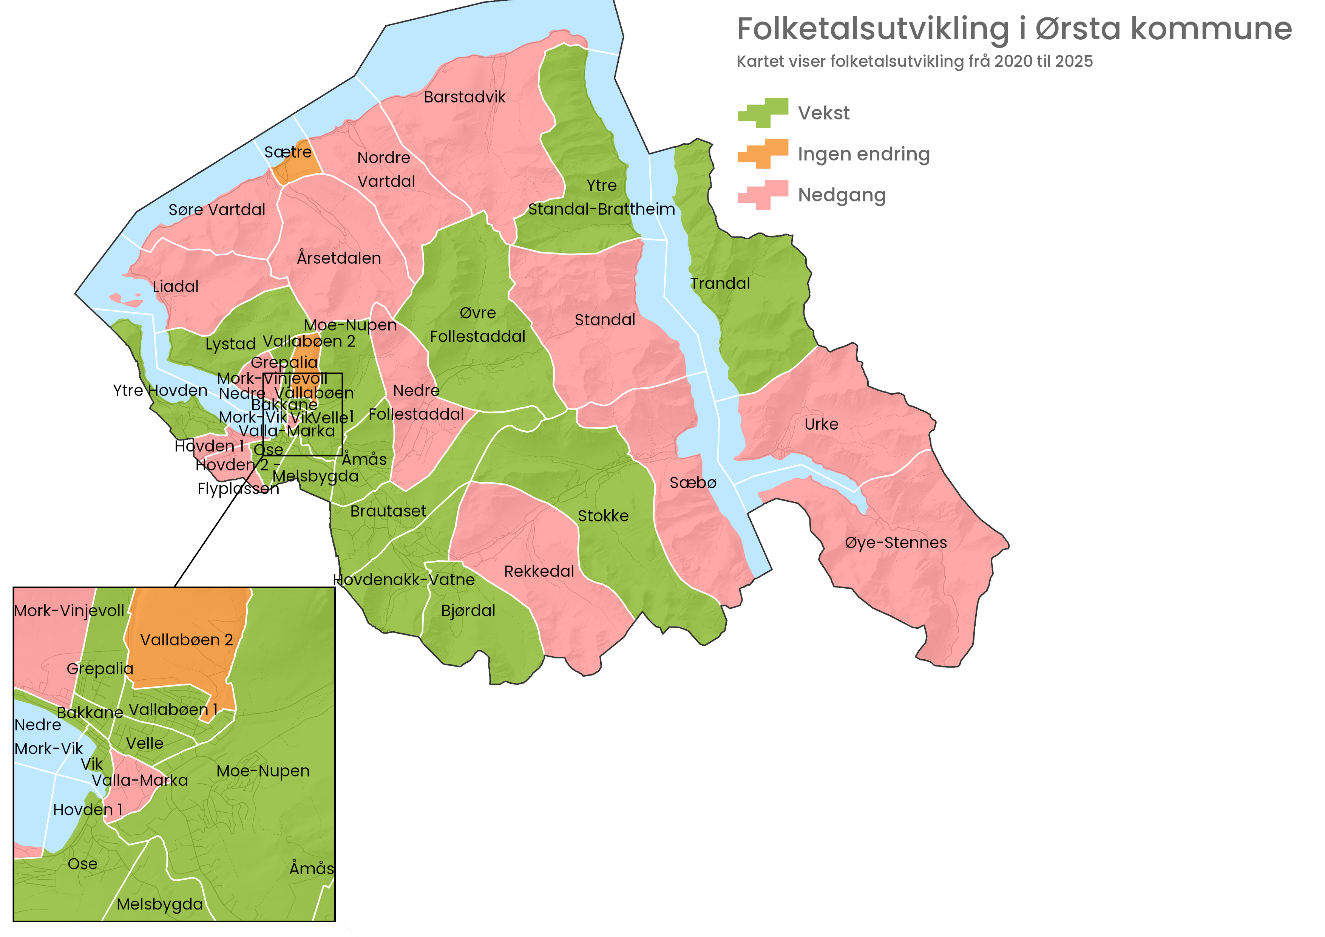 Folketalsutvikling i Ørsta kommune
Kartet viser folketalsutvikling frå 2020 til 2025
Vekst
Ingen endring
Nedgang
Barstadvik
Sætre
Nordre
Vartdal
Ytre
Standal-Brattheim
Søre Vartdal
Årsetdalen
Liadal
Trandal
Øvre
Follestaddal
Standal
Moe-Nupen
Lystad
Vallabøen 2
Grepalia
Mork-Vinjevoll
Ytre Hovden
Nedre
Vallabøen
1
Bakkane
Mork-Vik
Vik
Velle
Valla-Marka
Nedre
Follestaddal
Urke
Hovden 1
Ose
Hovden 2 -
Flyplassen
Åmås
Melsbygda
Sæbø
Brautaset
Stokke
Øye-Stennes
Rekkedal
Hovdenakk-Vatne
Bjørdal
Mork-Vinjevoll
Vallabøen 2
Grepalia
Bakkane
Vallabøen 1
Nedre
Mork-Vik
Velle
Vik
Valla-Marka
Moe-Nupen
Hovden 1
Ose
Åmås
Melsbygda